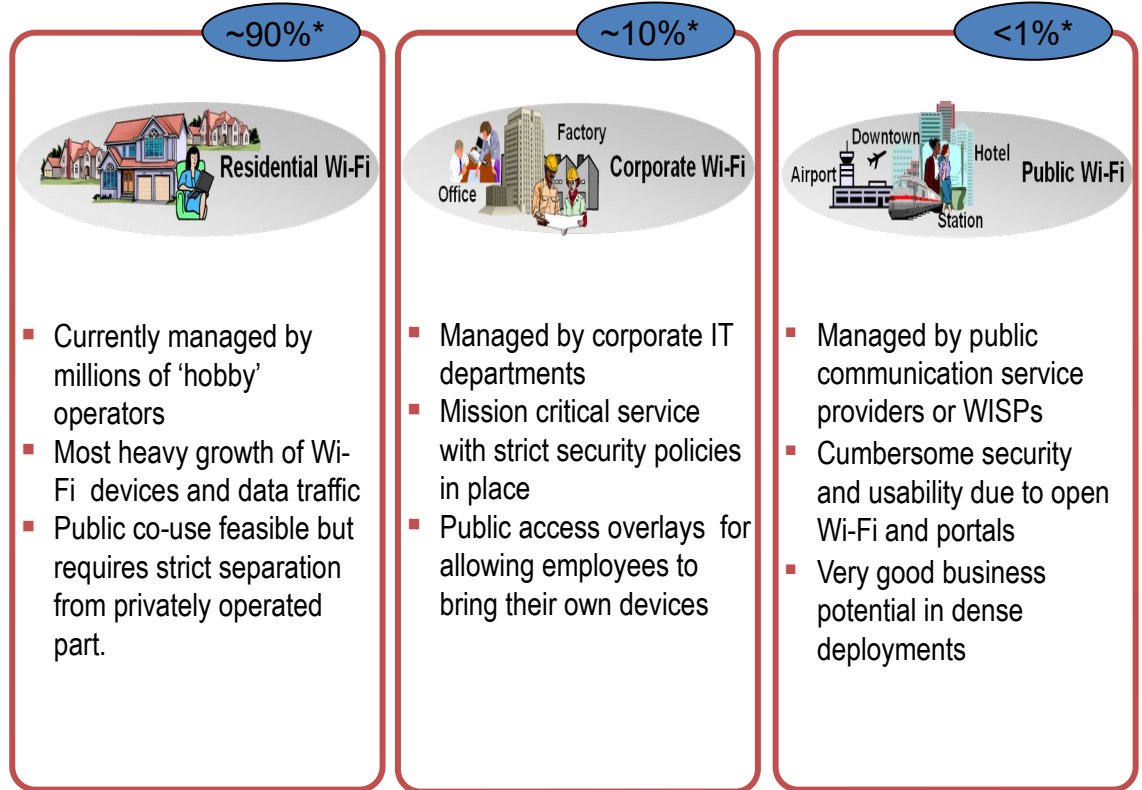 ~90%*
Residential Wi-Fi
Currently managed by
millions of ‘hobby’
operators
Most heavy growth of Wi-
Fi devices and data traffic
Public co-use feasible but
requires strict separation
from privately operated
part.
~10%*
Factory
Corporate Wi-Fi
Office
Managed by corporate IT
departments
Mission critical service
with strict security policies
in place
Public access overlays for
allowing employees to
bring their own devices
<1%*
Downtown
Hotel
Airport
Public Wi-Fi
Station
Managed by public
communication service
providers or WISPs
Cumbersome security
and usability due to open
Wi-Fi and portals
Very good business
potential in dense
deployments